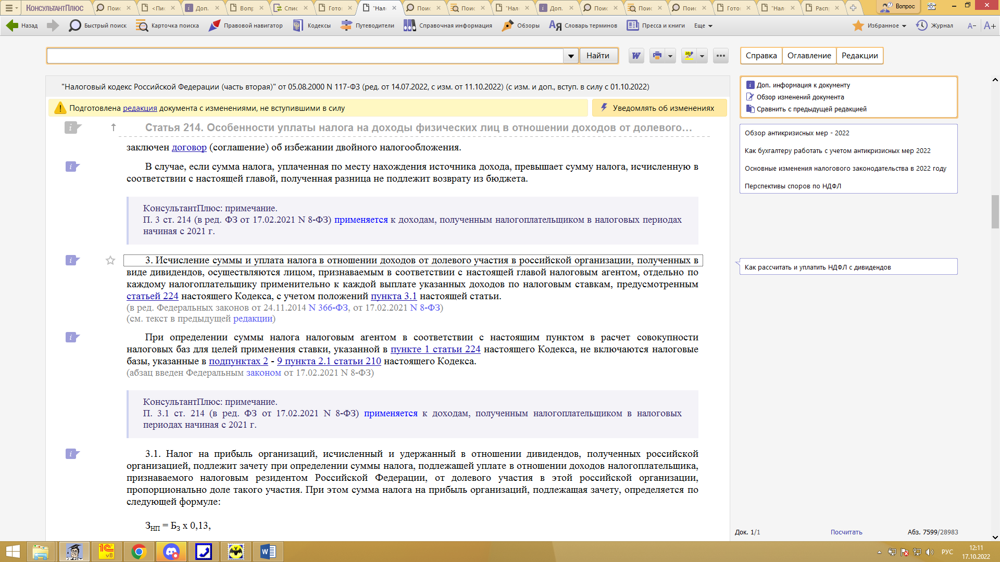 КонсультантПлюс
Поис
<Пис
Доп.
Вопр
Спис
Гото
"Нал
Поис
Поис
"Нал
Доп.
Поис
Поис
Поис
Гото
"Нал
Расп
Вопрос
Назад
Быстрый поиск
Карточка поиска
Правовой навигатор
Кодексы
Путеводители
Справочная информация
Обзоры
Словарь терминов
Пресса и книги
Еще
Избранное
Журнал
A−
A+
Найти
Справка
Оглавление
Редакции
"Налоговый кодекс Российской Федерации (часть вторая)" от 05.08.2000 N 117-ФЗ (ред. от 14.07.2022, с изм. от 11.10.2022) (с изм. и доп., вступ. в силу с 01.10.2022)
Подготовлена редакция документа с изменениями, не вступившими в силу
Уведомлять об изменениях
Статья 214. Особенности уплаты налога на доходы физических лиц в отношении доходов от долевого...
заключен договор (соглашение) об избежании двойного налогообложения.
В случае, если сумма налога, уплаченная по месту нахождения источника дохода, превышает сумму налога, исчисленную в
соответствии с настоящей главой, полученная разница не подлежит возврату из бюджета.
КонсультантПлюс: примечание.
П. 3 ст. 214 (в ред. ФЗ от 17.02.2021 N 8-ФЗ) применяется к доходам, полученным налогоплательщиком в налоговых периодах
начиная с 2021 г.
3. Исчисление суммы и уплата налога в отношении доходов от долевого участия в российской организации, полученных в
виде дивидендов, осуществляются лицом, признаваемым в соответствии с настоящей главой налоговым агентом, отдельно по
каждому налогоплательщику применительно к каждой выплате указанных доходов по налоговым ставкам, предусмотренным
статьей 224 настоящего Кодекса, с учетом положений пункта 3.1 настоящей статьи.
(в ред. Федеральных законов от 24.11.2014 N 366-ФЗ, от 17.02.2021 N 8-ФЗ)
(см. текст в предыдущей редакции)
При определении суммы налога налоговым агентом в соответствии с настоящим пунктом в расчет совокупности
налоговых баз для целей применения ставки, указанной в пункте 1 статьи 224 настоящего Кодекса, не включаются налоговые
базы, указанные в подпунктах 2 - 9 пункта 2.1 статьи 210 настоящего Кодекса.
(абзац введен Федеральным законом от 17.02.2021 N 8-ФЗ)
КонсультантПлюс: примечание.
П. 3.1 ст. 214 (в ред. ФЗ от 17.02.2021 N 8-ФЗ) применяется к доходам, полученным налогоплательщиком в налоговых
периодах начиная с 2021 г.
3.1. Налог на прибыль организаций, исчисленный и удержанный в отношении дивидендов, полученных российской
организацией, подлежит зачету при определении суммы налога, подлежащей уплате в отношении доходов налогоплательщика,
признаваемого налоговым резидентом Российской Федерации, от долевого участия в этой российской организации,
пропорционально доле такого участия. При этом сумма налога на прибыль организаций, подлежащая зачету, определяется по
следующей формуле:
ЗНП = БЗ x 0,13,
Доп. информация к документу
Обзор изменений документа
Сравнить с предыдущей редакцией
Обзор антикризисных мер - 2022
Как бухгалтеру работать с учетом антикризисных мер 2022
Основные изменения налогового законодательства в 2022 году
Перспективы споров по НДФЛ
Как рассчитать и уплатить НДФЛ с дивидендов
Док. 1/1
Посчитать
Абз. 7599/28983
РУС
12:11
17.10.2022